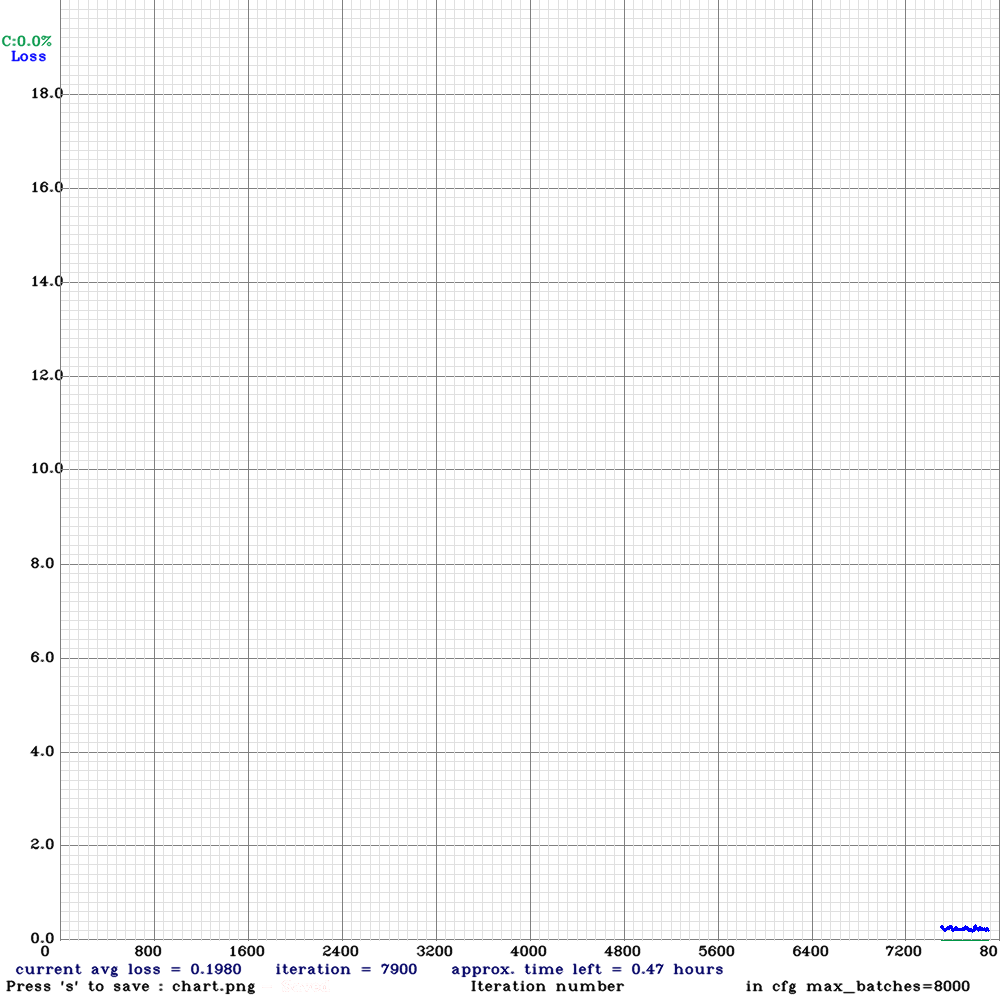 C:0.0%
Loss
18.0
16.0
14.0
12.0
10.0
8.0
6.0
4.0
2.0
0.0
0 800 1600 2400 3200 4000 4800 5600 6400 7200 80
current avg loss = 0.1980 iteration = 7900 approx. time left = 0.47 hours
Press 's' to save : chart.png Iteration number in cfg max_batches=8000